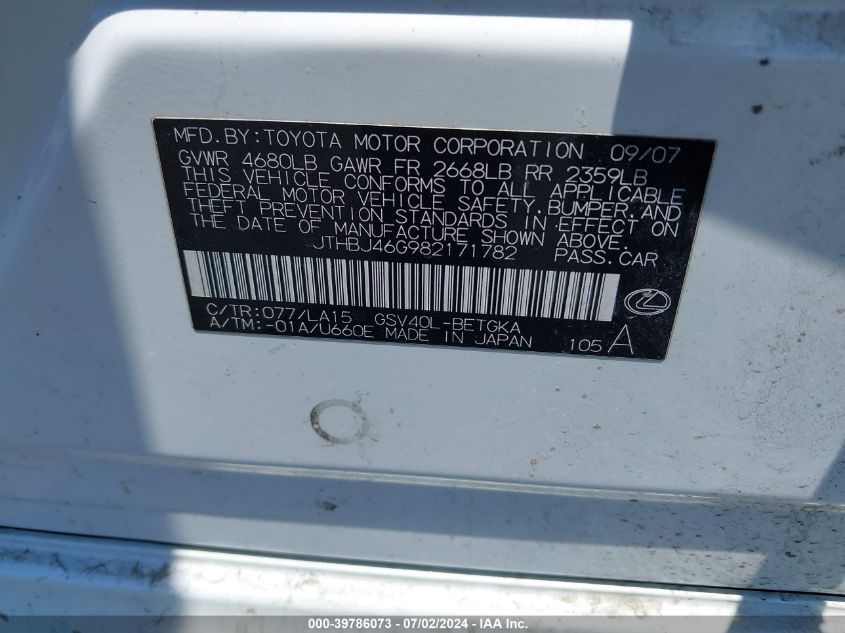 MFD.BY:TOYOTA MOTOR CORPORATION 09/07
GVWR 4680LB GAWR FR 2668LB RR 2359LB
THIS VEHICLE CONFORMS TO ALL APPLICABLE
FEDERAL MOTOR VEHICLE SAFETY,BUMPER,AND
THEFT PREVENTION STANDARDS IN EFFECT ON
THE DATE OF MANUFACTURE SHOWN ABOVE.
JTHBJ46G982171782 PASS.CAR
C/TR:077/LA15 GSV40L-BETGKA
A/TM:-01A/U660E MADE IN JAPAN 105 A
000-39786073 / 07/02/2024 / IAA Inc.